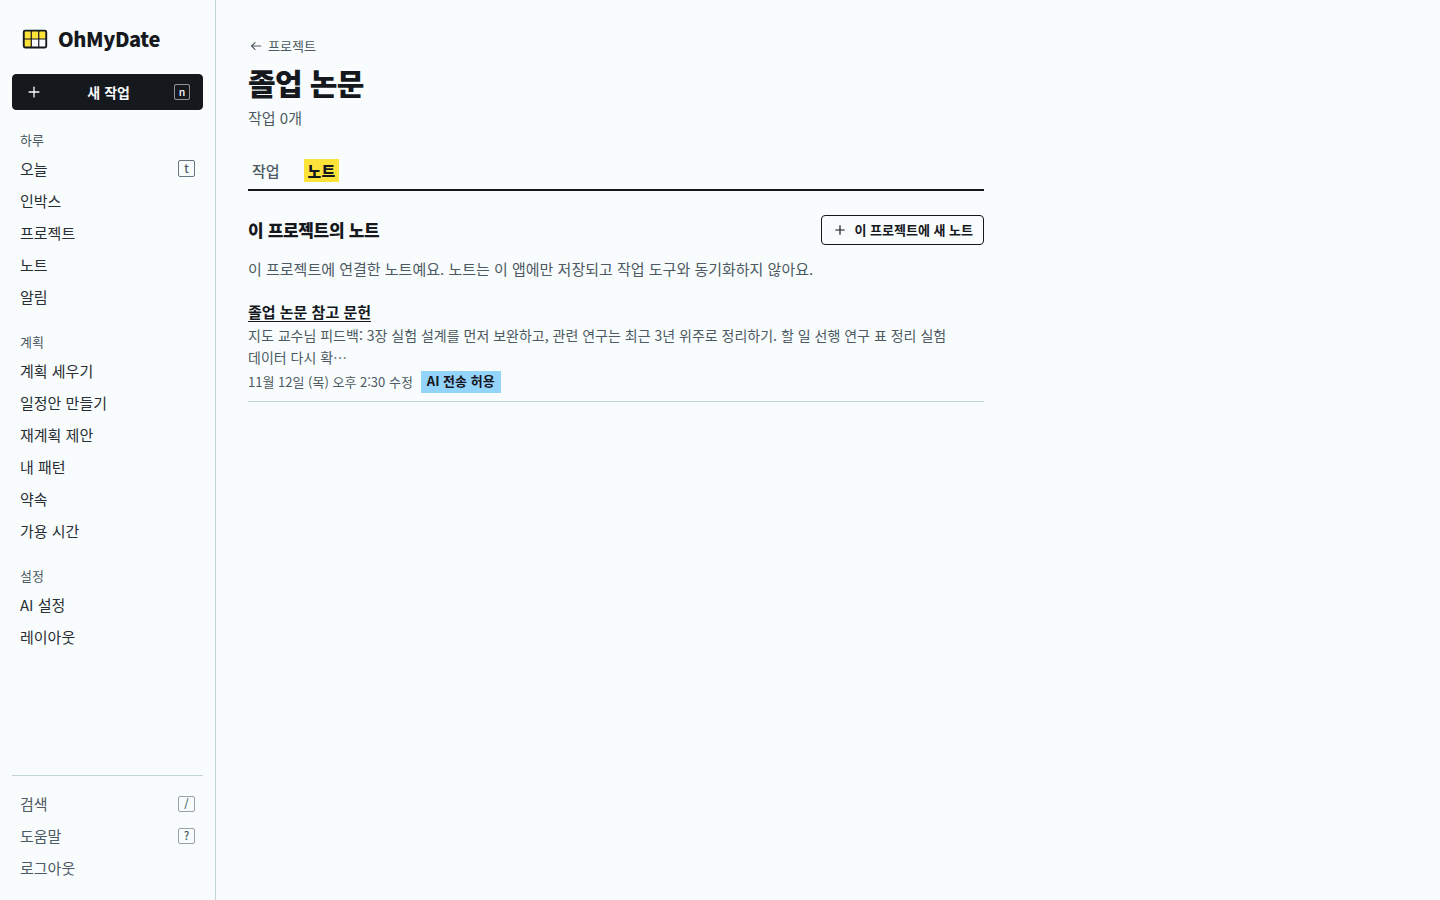 OhMyDate
새 작업 n
하루
오늘 t
인박스
프로젝트
노트
알림
계획
계획 세우기
일정안 만들기
재계획 제안
내 패턴
약속
가용 시간
설정
AI 설정
레이아웃
검색 /
도움말 ?
로그아웃
← 프로젝트
졸업 논문
작업 0개
작업 노트
이 프로젝트의 노트
+ 이 프로젝트에 새 노트
이 프로젝트에 연결한 노트예요. 노트는 이 앱에만 저장되고 작업 도구와 동기화하지 않아요.
졸업 논문 참고 문헌
지도 교수님 피드백: 3장 실험 설계를 먼저 보완하고, 관련 연구는 최근 3년 위주로 정리하기. 할 일 선행 연구 표 정리 실험
데이터 다시 확…
11월 12일 (목) 오후 2:30 수정 AI 전송 허용